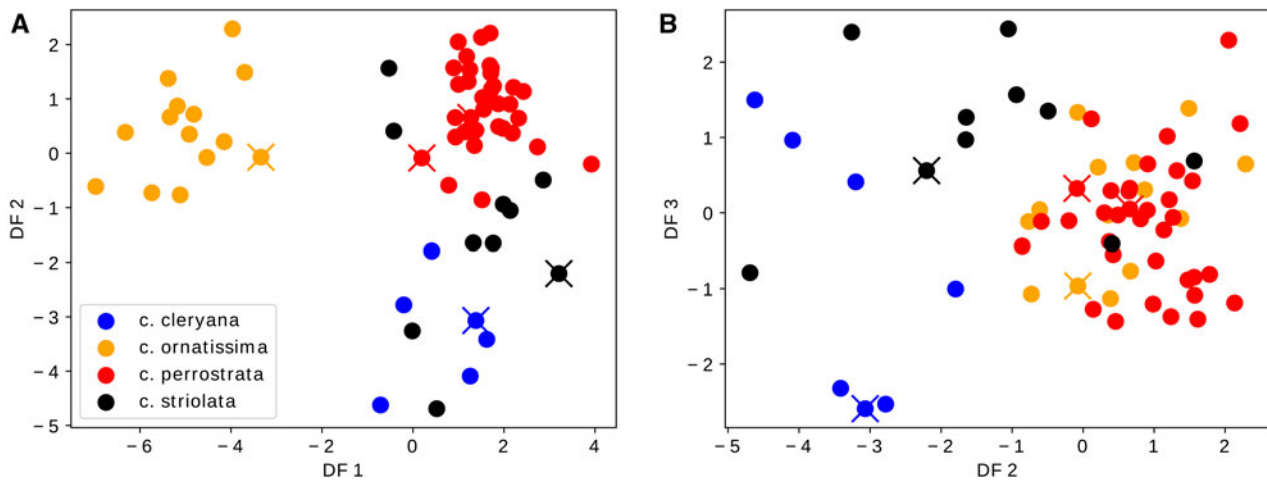 A
2
1
0
−1
−2
−3
−4
−5
DF 2
c. cleryana
c. ornatissima
c. perrostrata
c. striolata
−6 −4 −2 0 2 4
DF 1
B
2
1
0
−1
−2
DF 3
−5 −4 −3 −2 −1 0 1 2
DF 2